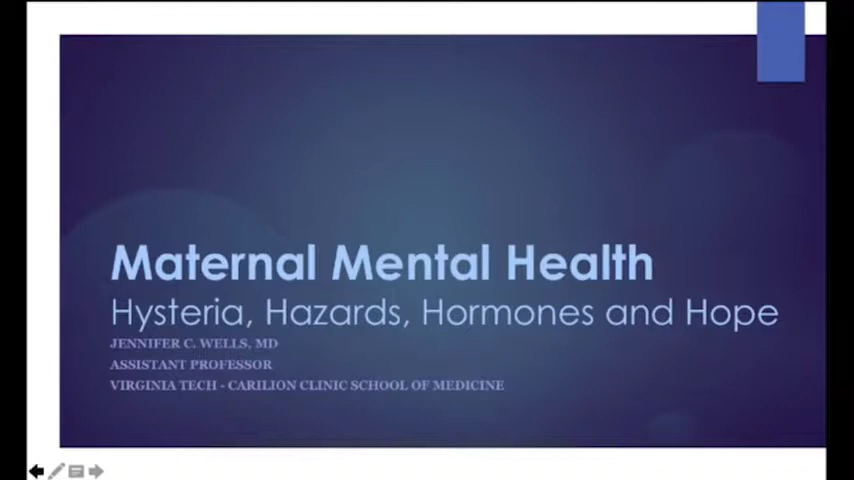 Maternal Mental Health
Hysteria, Hazards, Hormones and Hope
JENNIFER C. WELLS, MD
ASSISTANT PROFESSOR
VIRGINIA TECH - CARILION CLINIC SCHOOL OF MEDICINE